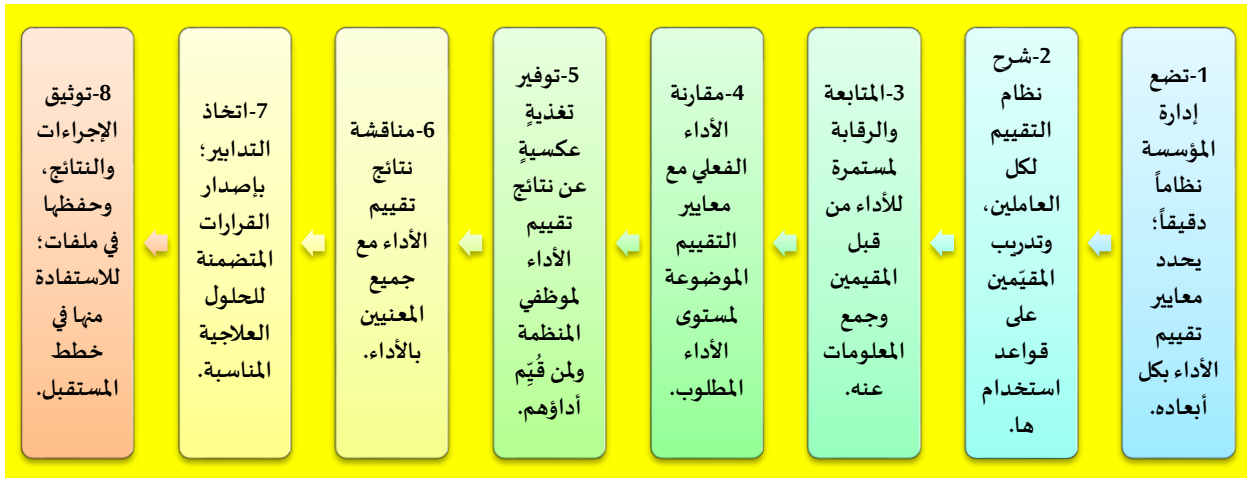 1-تضع
إدارة
المؤسسة
نظاماً
دقيقاً؛
يحدد
معايير
تقييم
الأداء بكل
أبعاده.
2-شرح
نظام
التقييم
لكل
العاملين،
وتدريب
المقيّمين
على
قواعد
استخدام
ها.
3-المتابعة
والرقابة
لمستمرة
للأداء من
قبل
المقيمين
وجمع
المعلومات
عنه.
4-مقارنة
الأداء
الفعلي مع
معايير
التقييم
الموضوعة
لمستوى
الأداء
المطلوب.
5-توفير
تغذيةٍ
عكسيةٍ
عن نتائج
تقييم
الأداء
لموظفي
المنظمة
ولمن قُيِّم
أداؤهم.
6-مناقشة
نتائج
تقييم
الأداء مع
جميع
المعنيين
بالأداء.
7-اتخاذ
التدابير؛
بإصدار
القرارات
المتضمنة
للحلول
العلاجية
المناسبة.
8-توثيق
الإجراءات
والنتائج،
وحفظها
في ملفات؛
للاستفادة
منها في
خطط
المستقبل.